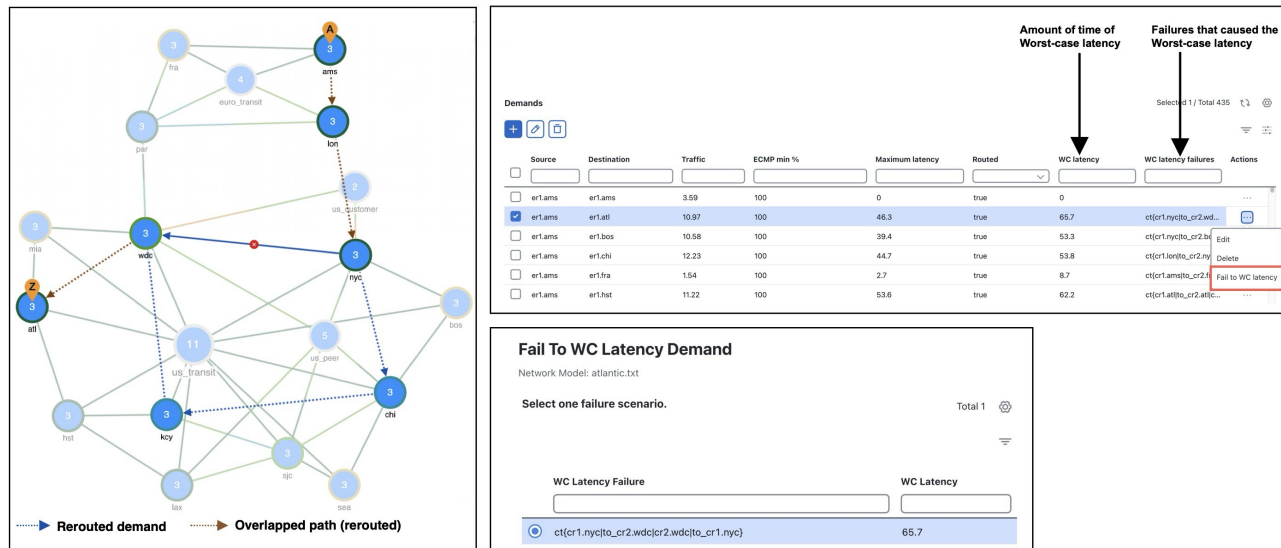 A
3
ams
3
fra
4
euro_transit
3
lon
3
par
2
us_customer
3
mia
3
wdc
3
nyc
Z
3
atl
3
bos
11
us_transit
5
us_peer
3
chi
3
hst
3
kcy
3
sjc
3
lax
3
sea
Rerouted demand
Overlapped path (rerouted)
Amount of time of
Worst-case latency
Failures that caused the
Worst-case latency
Demands
Selected 1 / Total 435
Source Destination Traffic ECMP min % Maximum latency Routed WC latency WC latency failures Actions
er1.ams er1.ams 3.59 100 0 true 0 ...
er1.ams er1.atl 10.97 100 46.3 true 65.7 ct{cr1.nyc|to_cr2.wd... ...
er1.ams er1.bos 10.58 100 39.4 true 53.3 ct{cr1.nyc|to_cr2.bo
er1.ams er1.chi 12.23 100 44.7 true 53.8 ct{cr1.lon|to_cr2.ny
er1.ams er1.fra 1.54 100 2.7 true 8.7 ct{cr1.ams|to_cr2.f
er1.ams er1.hst 11.22 100 53.6 true 62.2 ct{cr1.atl|to_cr2.atl|c... ...
Edit
Delete
Fail to WC latency
Fail To WC Latency Demand
Network Model: atlantic.txt
Select one failure scenario.
Total 1
WC Latency Failure WC Latency
ct{cr1.nyc|to_cr2.wdc|cr2.wdc|to_cr1.nyc} 65.7